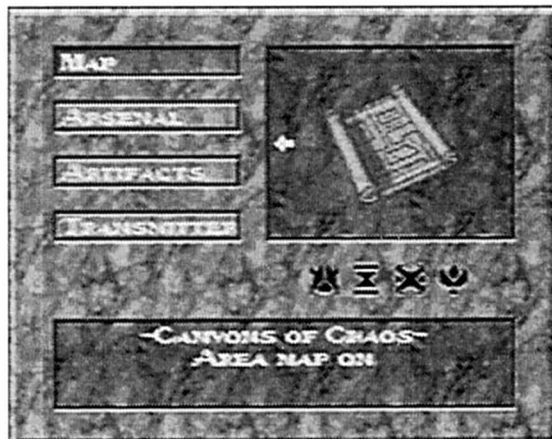 MAP
ARSENAL
ARTIFACTS
TRANSMITTER
~CANYONS OF CHAOS~
AREA MAP ON